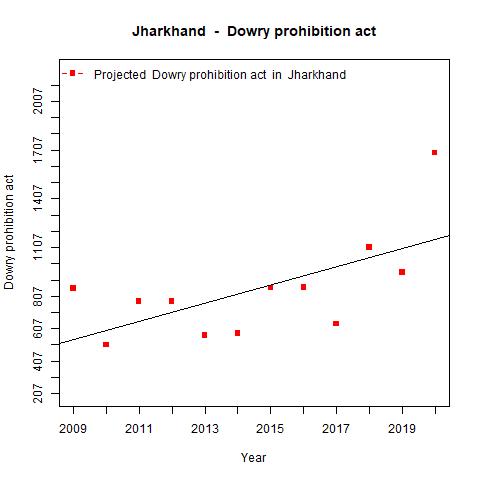 Jharkhand - Dowry prohibition act
Projected Dowry prohibition act in Jharkhand
Dowry prohibition act
2007
1707
1407
1107
807
607
407
207
2009 2011 2013 2015 2017 2019
Year